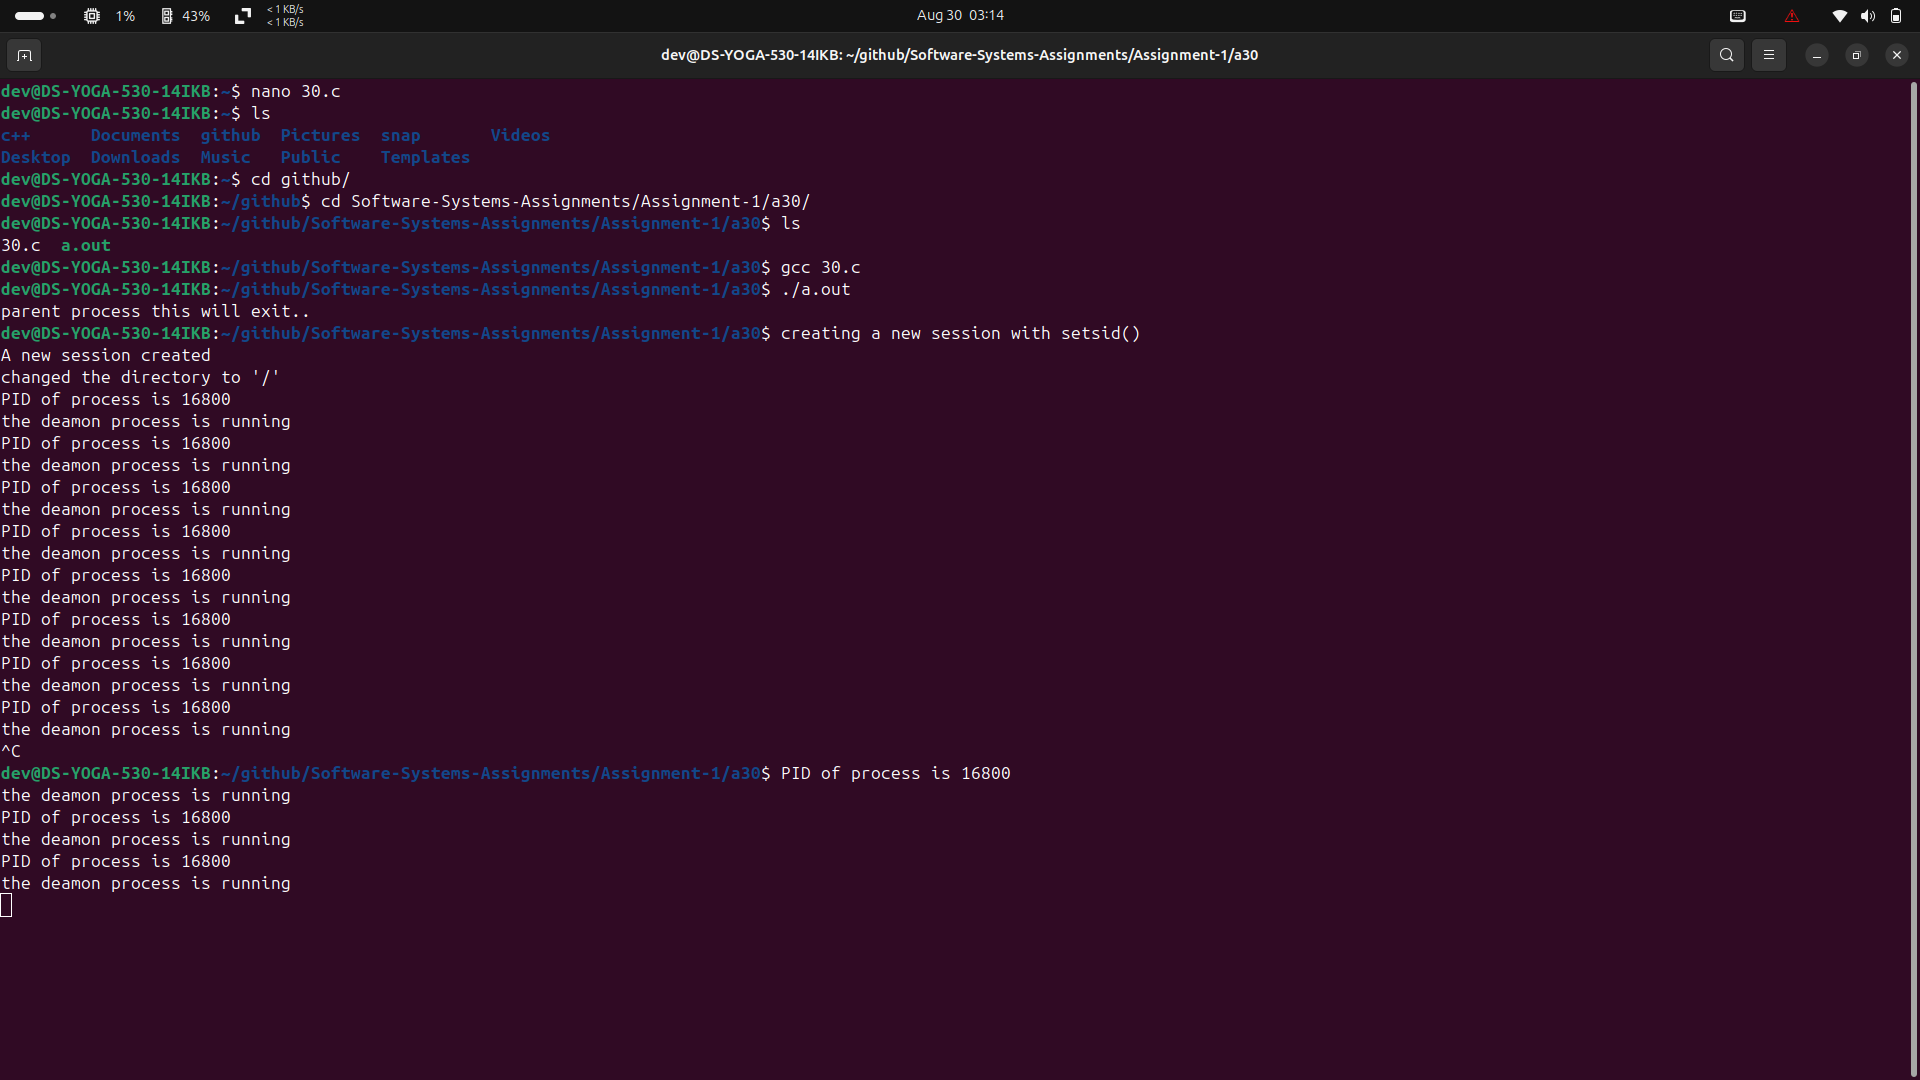 1% 43% < 1 KB/s
< 1 KB/s
Aug 30 03:14
dev@DS-YOGA-530-14IKB: ~/github/Software-Systems-Assignments/Assignment-1/a30
dev@DS-YOGA-530-14IKB:~$ nano 30.c
dev@DS-YOGA-530-14IKB:~$ ls
c++ Documents github Pictures snap Videos
Desktop Downloads Music Public Templates
dev@DS-YOGA-530-14IKB:~$ cd github/
dev@DS-YOGA-530-14IKB:~/github$ cd Software-Systems-Assignments/Assignment-1/a30/
dev@DS-YOGA-530-14IKB:~/github/Software-Systems-Assignments/Assignment-1/a30$ ls
30.c a.out
dev@DS-YOGA-530-14IKB:~/github/Software-Systems-Assignments/Assignment-1/a30$ gcc 30.c
dev@DS-YOGA-530-14IKB:~/github/Software-Systems-Assignments/Assignment-1/a30$ ./a.out
parent process this will exit..
dev@DS-YOGA-530-14IKB:~/github/Software-Systems-Assignments/Assignment-1/a30$ creating a new session with setsid()
A new session created
changed the directory to '/'
PID of process is 16800
the deamon process is running
PID of process is 16800
the deamon process is running
PID of process is 16800
the deamon process is running
PID of process is 16800
the deamon process is running
PID of process is 16800
the deamon process is running
PID of process is 16800
the deamon process is running
PID of process is 16800
the deamon process is running
PID of process is 16800
the deamon process is running
^C
dev@DS-YOGA-530-14IKB:~/github/Software-Systems-Assignments/Assignment-1/a30$ PID of process is 16800
the deamon process is running
PID of process is 16800
the deamon process is running
PID of process is 16800
the deamon process is running